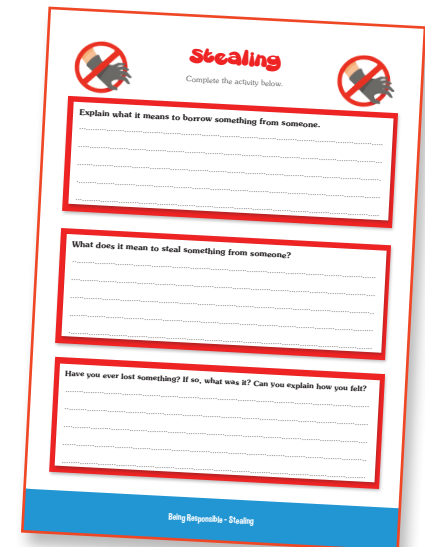 Stealing
Complete the activity below.
Explain what it means to borrow something from someone.
What does it mean to steal something from someone?
Have you ever lost something? If so, what was it? Can you explain how you felt?
Being Responsible - Stealing